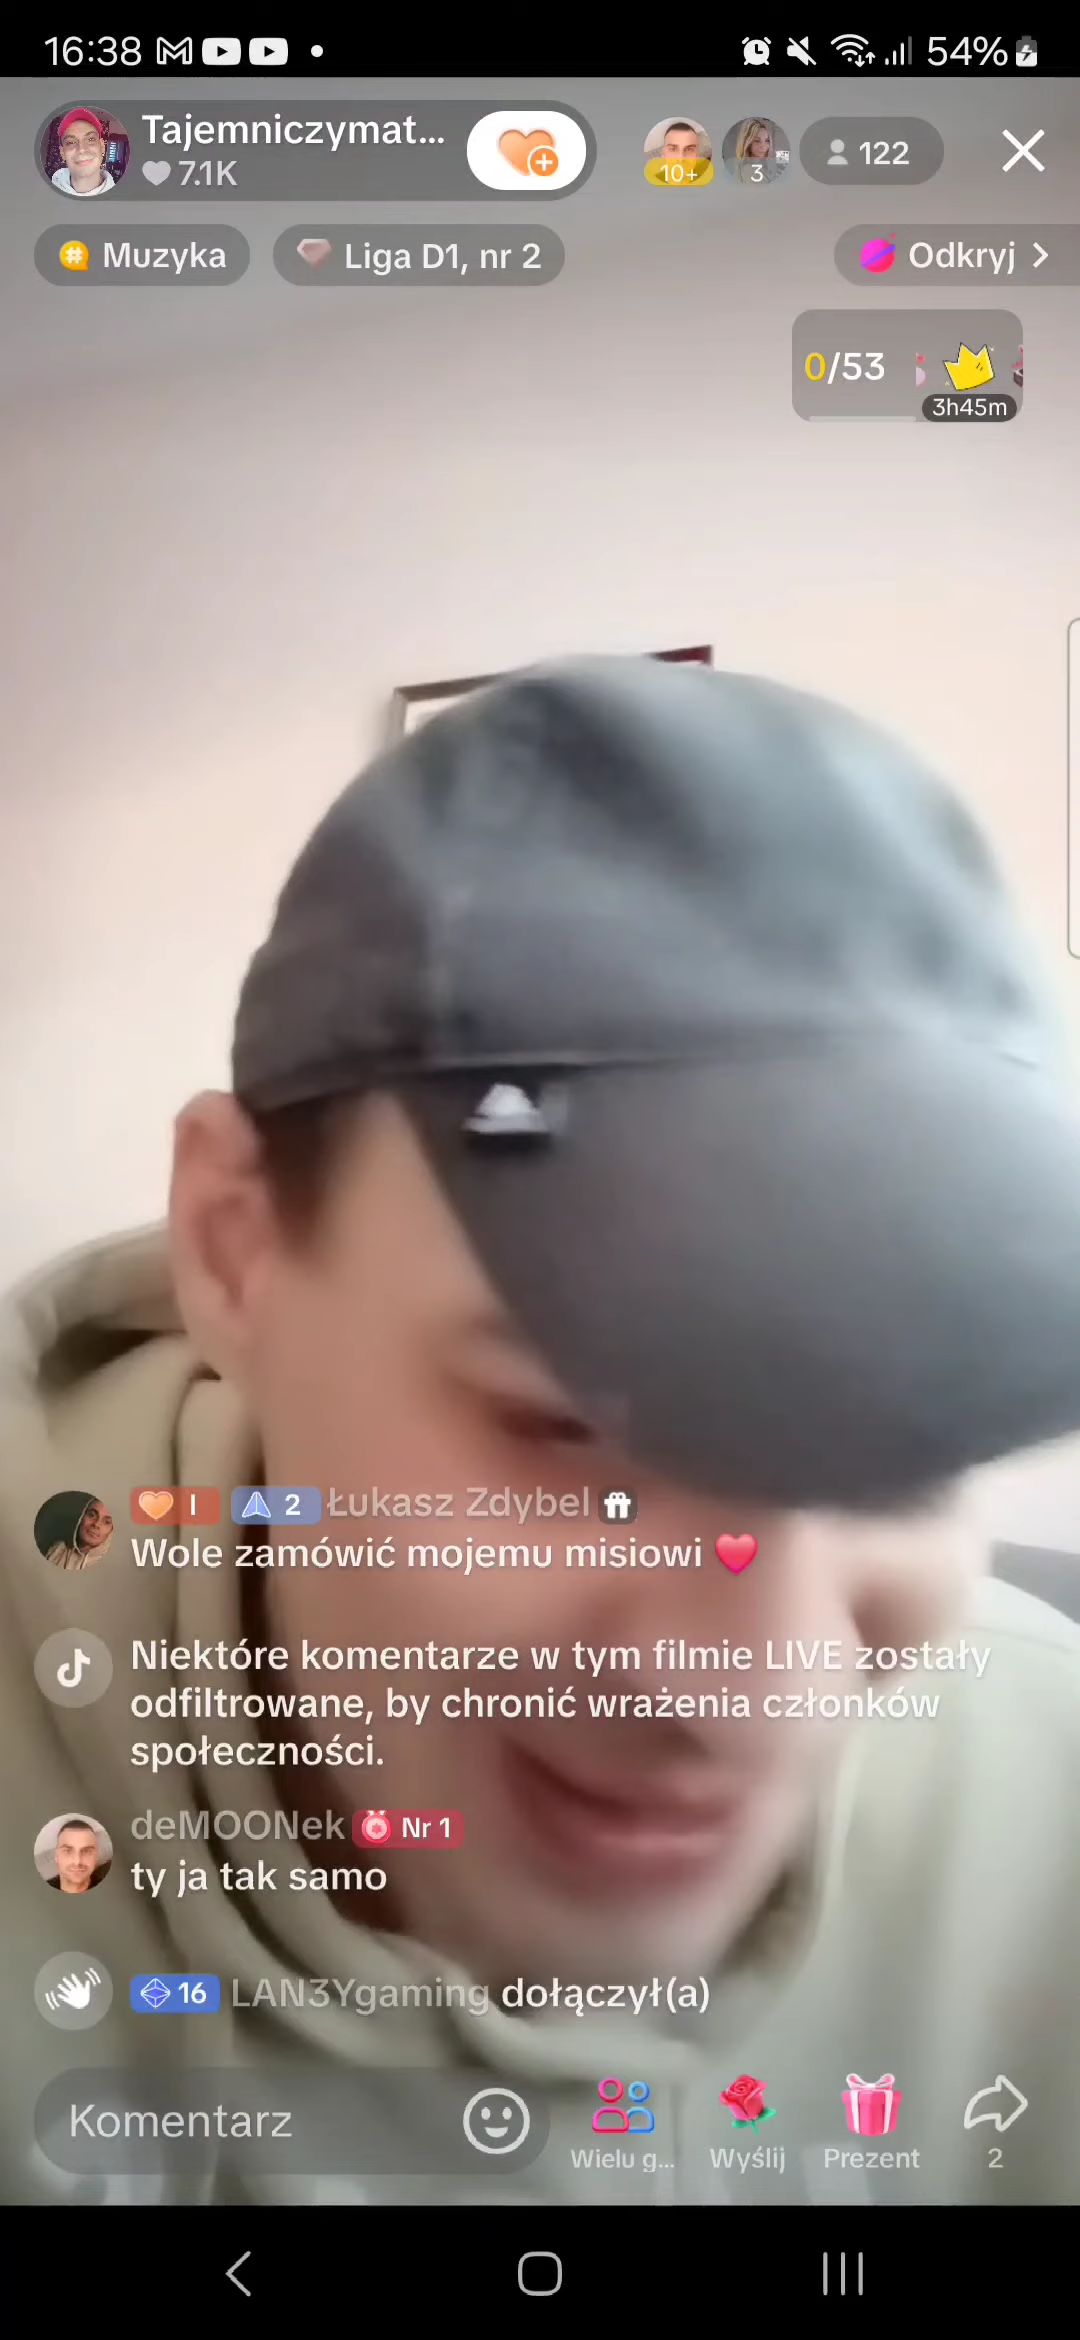 16:38
54%
Tajemniczymat...
7.1K
10+
3
122
Muzyka
Liga D1, nr 2
Odkryj >
0/53
3h45m
I 2 Łukasz Zdybel
Wole zamówić mojemu misiowi ❤️
Niektóre komentarze w tym filmie LIVE zostały
odfiltrowane, by chronić wrażenia członków
społeczności.
deMOONek Nr 1
ty ja tak samo
16 LAN3Ygaming dołączył(a)
Komentarz
Wielu g...
Wyślij
Prezent
2